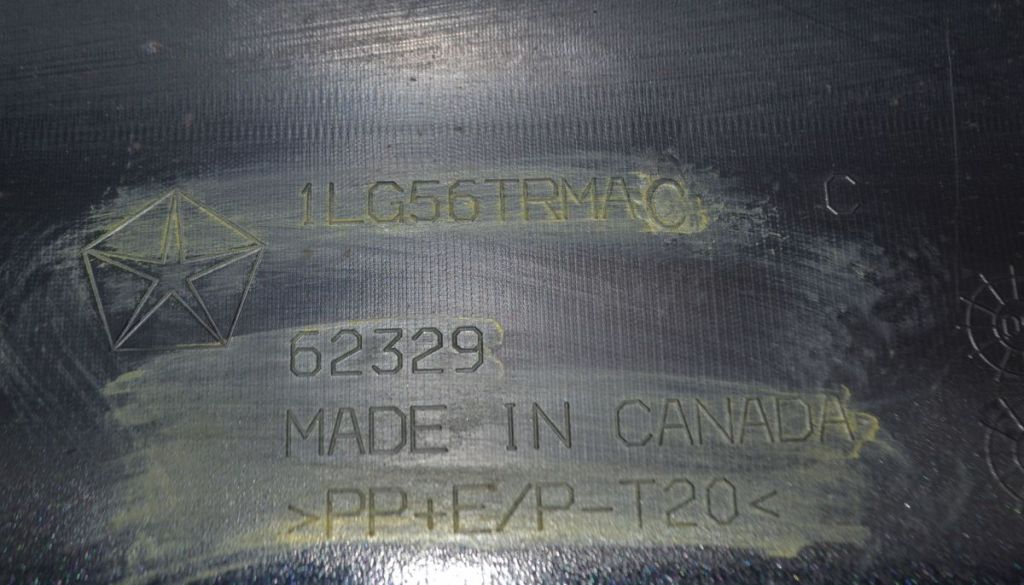 1LG56TRMAC C
62329
MADE IN CANADA
>PP+E/P-T20<